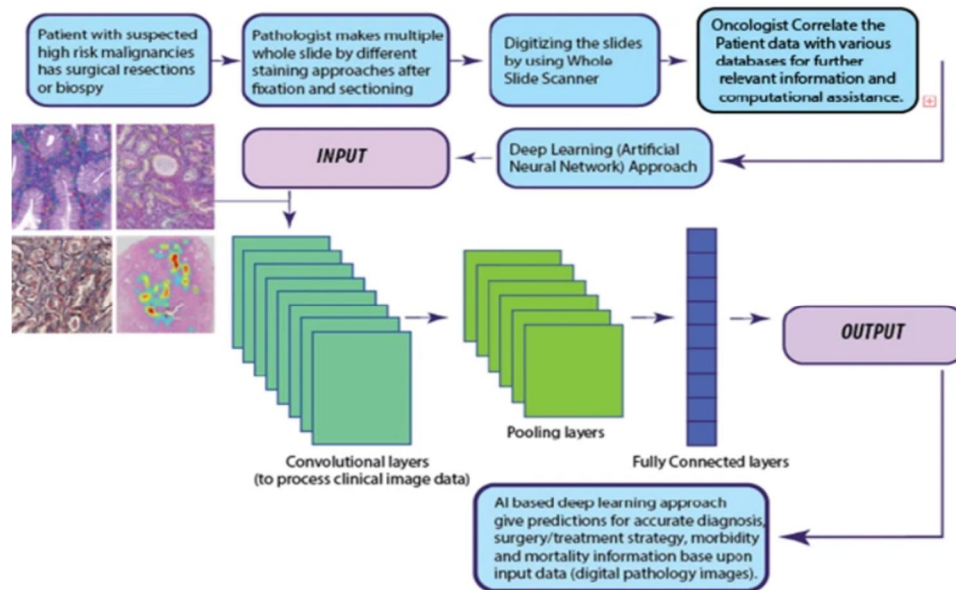 Patient with suspected
high risk malignancies
has surgical resections
or biospy
Pathologist makes multiple
whole slide by different
staining approaches after
fixation and sectioning
Digitizing the slides
by using Whole
Slide Scanner
Oncologist Correlate the
Patient data with various
databases for further
relevant information and
computational assistance.
INPUT
Deep Learning (Artificial
Neural Network) Approach
OUTPUT
Pooling layers
Convolutional layers
(to process clinical image data)
Fully Connected layers
AI based deep learning approach
give predictions for accurate diagnosis,
surgery/treatment strategy, morbidity
and mortality information base upon
input data (digital pathology images).